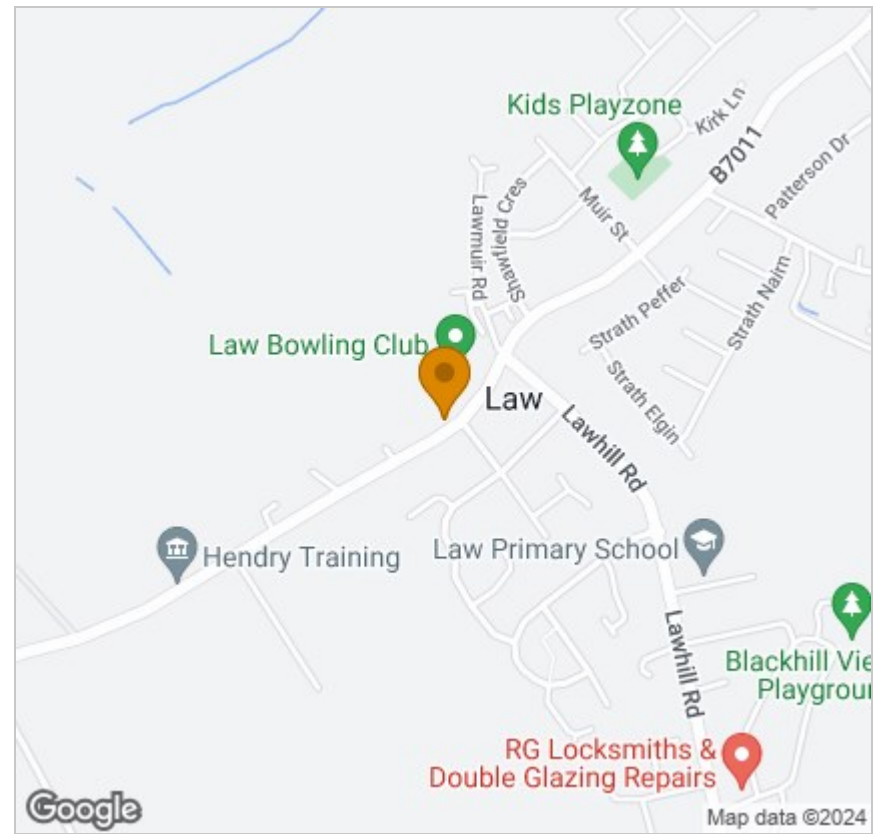 Kids Playzone
Kirk Ln
B7011
Patterson Dr
Muir St
Lawmuir Rd
Shawfield Cres
Strath Peffer
Strath Nairn
Law Bowling Club
Strath Elgin
Law
Lawhill Rd
Hendry Training
Law Primary School
Lawhill Rd
Blackhill Vie
Playgrour
RG Locksmiths &
Double Glazing Repairs
Google
Map data ©2024